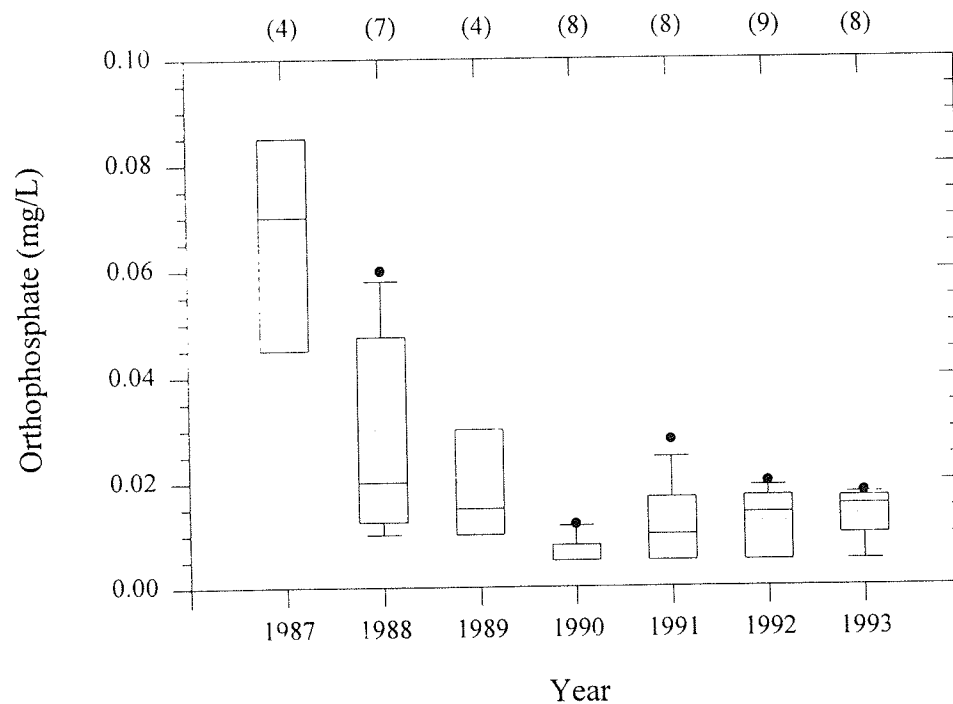 (4) (7) (4) (8) (8) (9) (8)
0.10
0.08
0.06
0.04
0.02
0.00
Orthophosphate (mg/L)
1987 1988 1989 1990 1991 1992 1993
Year